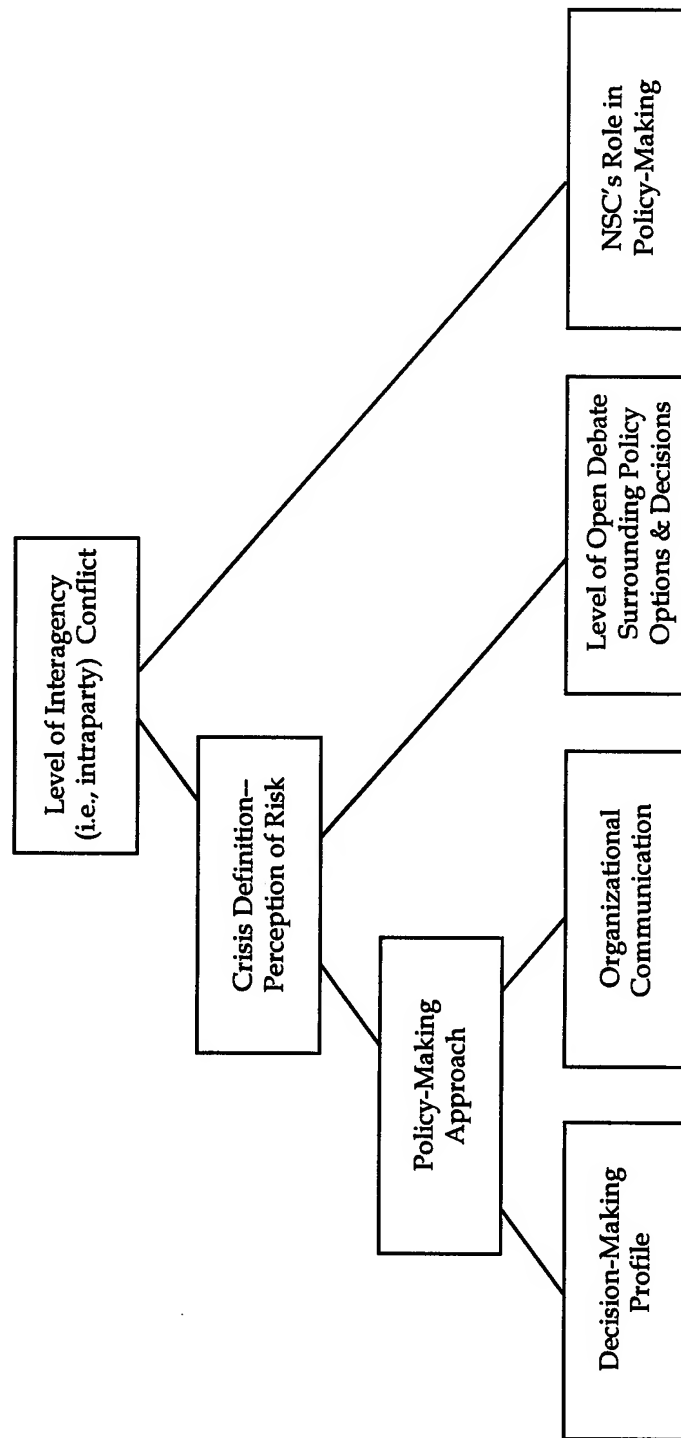 Level of Interagency
(i.e., intraparty) Conflict
Crisis Definition--
Perception of Risk
Policy-Making
Approach
Decision-Making
Profile
Organizational
Communication
Level of Open Debate
Surrounding Policy
Options & Decisions
NSC's Role in
Policy-Making